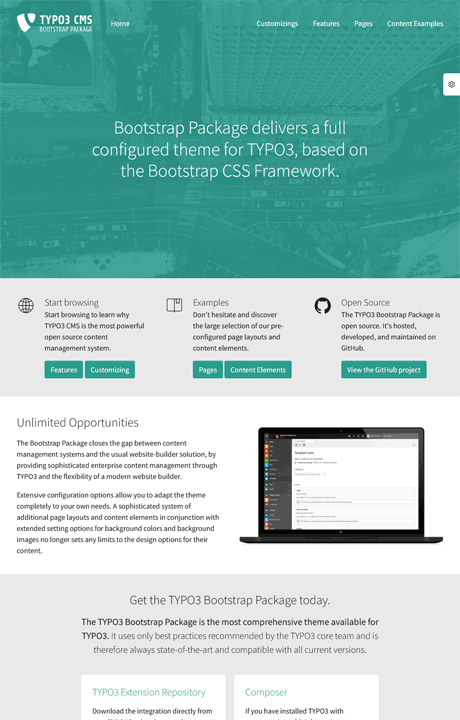 TYPO3 CMS
BOOTSTRAP PACKAGE
Home
Customizings
Features
Pages
Content Examples
Bootstrap Package delivers a full
configured theme for TYPO3, based on
the Bootstrap CSS Framework.
Start browsing
Start browsing to learn why
TYPO3 CMS is the most powerful
open source content
management system.
Features
Customizing
Examples
Don't hesitate and discover
the large selection of our pre-
configured page layouts and
content elements.
Pages
Content Elements
Open Source
The TYPO3 Bootstrap Package is
open source. It's hosted,
developed, and maintained on
GitHub.
View the GitHub project
Unlimited Opportunities
The Bootstrap Package closes the gap between content
management systems and the usual website-builder solution, by
providing sophisticated enterprise content management through
TYPO3 and the flexibility of a modern website builder.
Extensive configuration options allow you to adapt the theme
completely to your own needs. A sophisticated system of
additional page layouts and content elements in conjunction with
extended setting options for background colors and background
images no longer sets any limits to the design options for their
content.
Get the TYPO3 Bootstrap Package today.
The TYPO3 Bootstrap Package is the most comprehensive theme available for
TYPO3. It uses only best practices recommended by the TYPO3 core team and is
therefore always state-of-the-art and compatible with all current versions.
TYPO3 Extension Repository
Download the integration directly from
Composer
If you have installed TYPO3 with